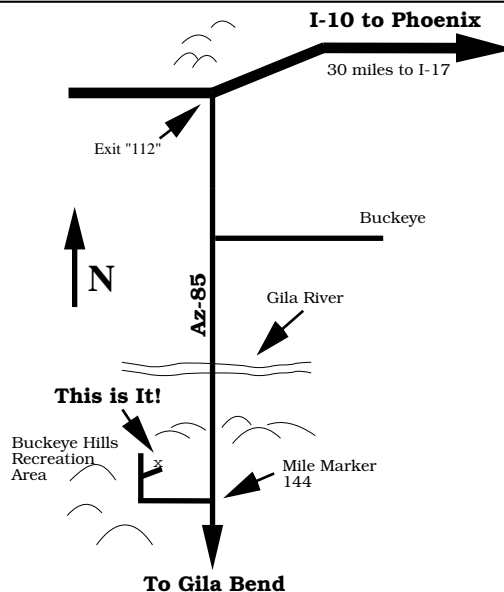 I-10 to Phoenix
30 miles to I-17
Exit "112"
Buckeye
N
Az-85
Gila River
This is It!
Buckeye Hills
Recreation
Area
x
Mile Marker
144
To Gila Bend